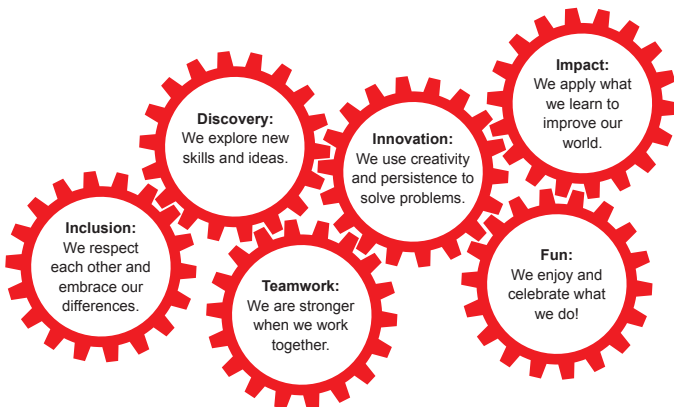 Discovery:
We explore new
skills and ideas.
Innovation:
We use creativity
and persistence to
solve problems.
Impact:
We apply what
we learn to
improve our
world.
Inclusion:
We respect
each other and
embrace our
differences.
Teamwork:
We are stronger
when we work
together.
Fun:
We enjoy and
celebrate what
we do!